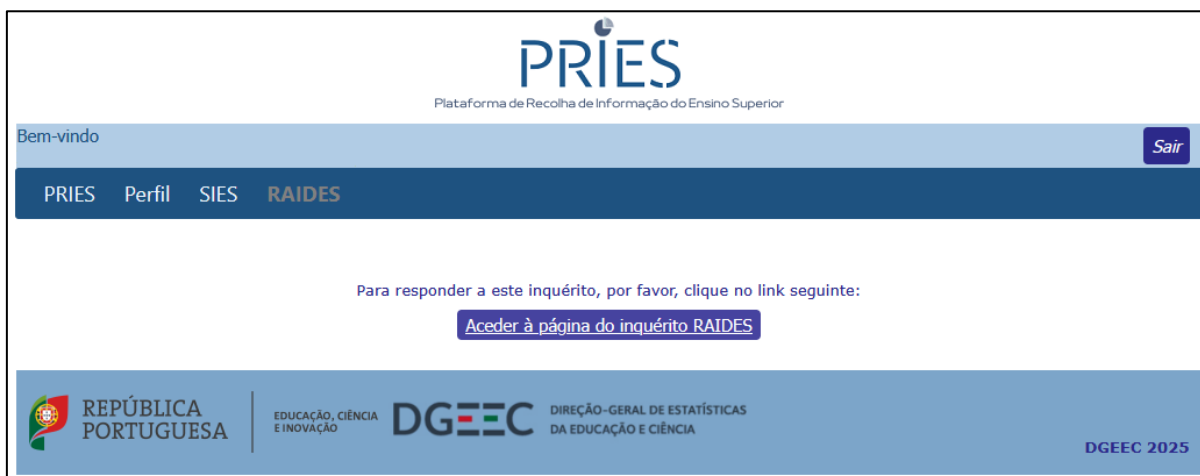 PRIES
Plataforma de Recolha de Informação do Ensino Superior
Bem-vindo
Sair
PRIES Perfil SIES RAIDES
Para responder a este inquérito, por favor, clique no link seguinte:
Aceder à página do inquérito RAIDES
REPÚBLICA
PORTUGUESA
EDUCAÇÃO, CIÊNCIA
E INOVAÇÃO
DGEEC
DIREÇÃO-GERAL DE ESTATÍSTICAS
DA EDUCAÇÃO E CIÊNCIA
DGEEC 2025